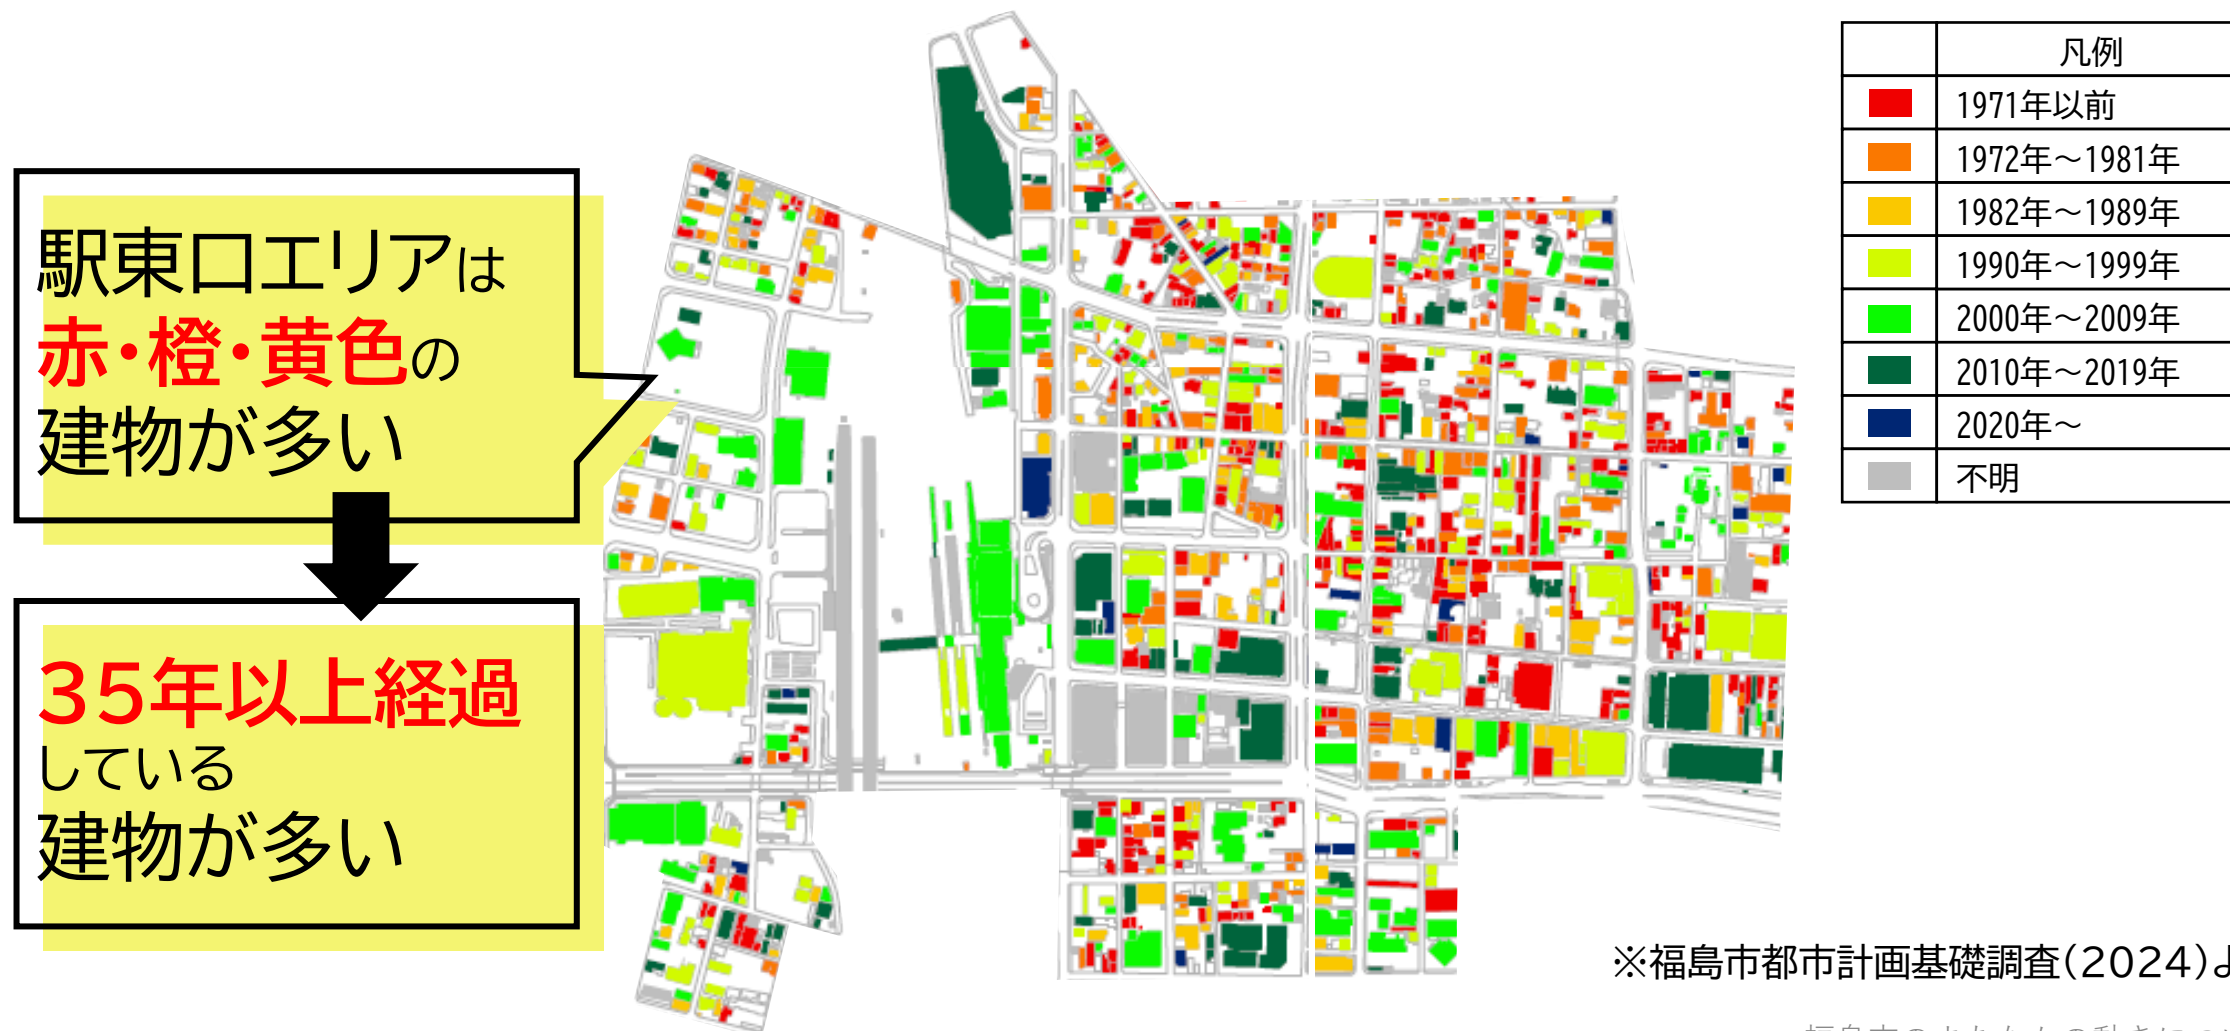 駅東口エリアは
赤・橙・黄色の
建物が多い
35年以上経過
している
建物が多い
凡例
1971年以前
1972年～1981年
1982年～1989年
1990年～1999年
2000年～2009年
2010年～2019年
2020年～
不明
※福島市都市計画基礎調査(2024)よ